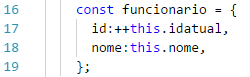 16 const funcionario = {
17 id:++this.idatual,
18 nome:this.nome,
19 };